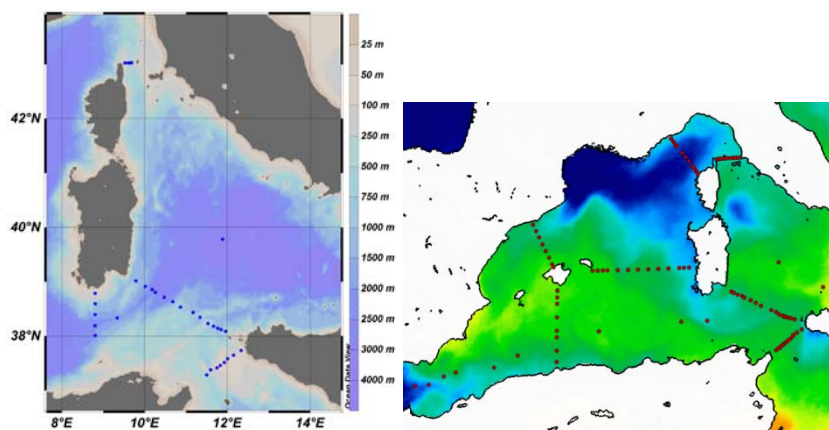 25 m
50 m
100 m
250 m
500 m
750 m
1000 m
1500 m
2000 m
2500 m
3000 m
4000 m
42°N
40°N
38°N
8°E
10°E
12°E
14°E
Ocean Data View